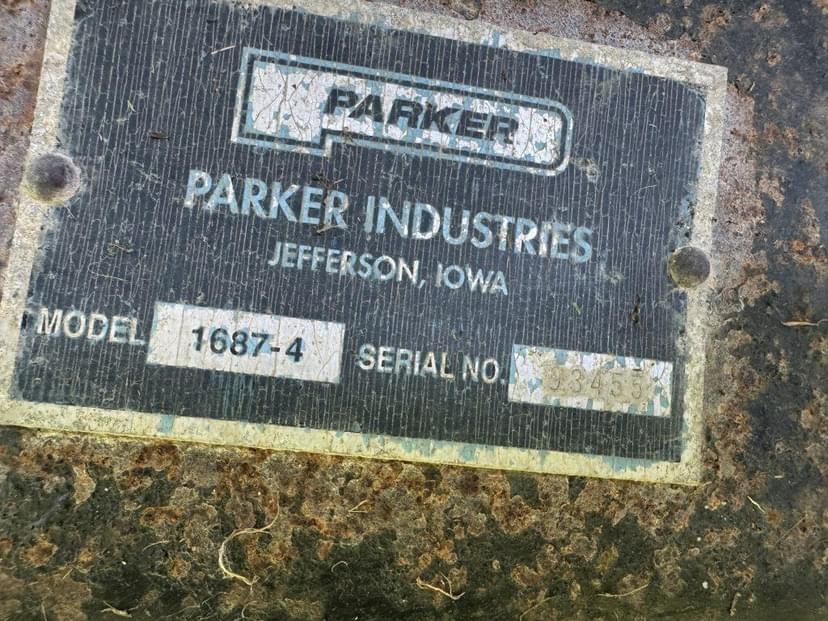 PARKER
PARKER INDUSTRIES
JEFFERSON, IOWA
MODEL 1687-4 SERIAL NO.